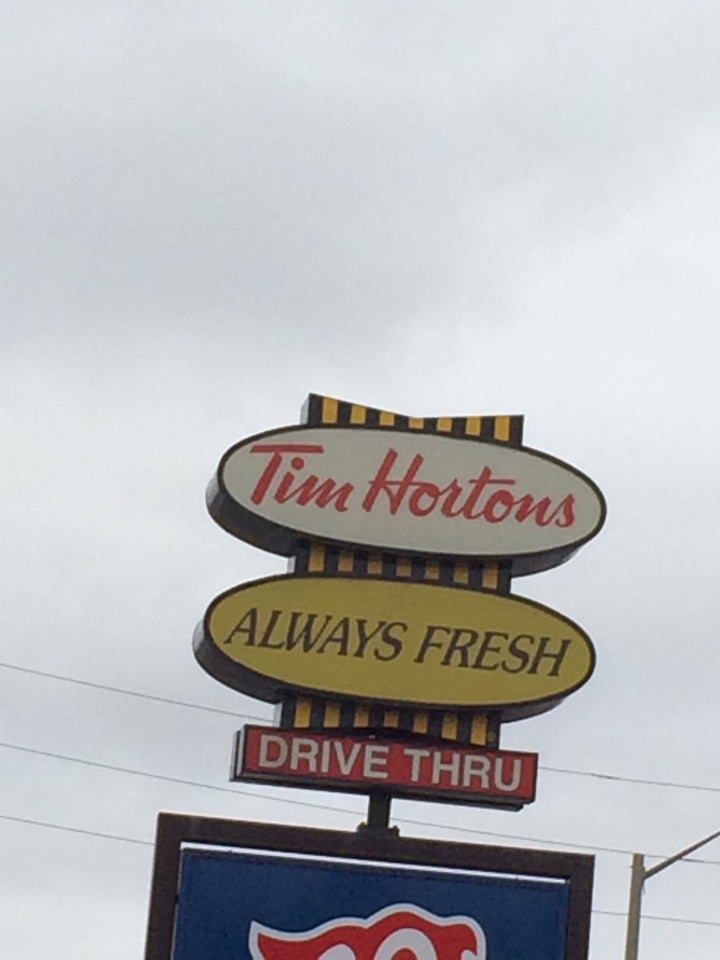 Tim Hortons
ALWAYS FRESH
DRIVE THRU